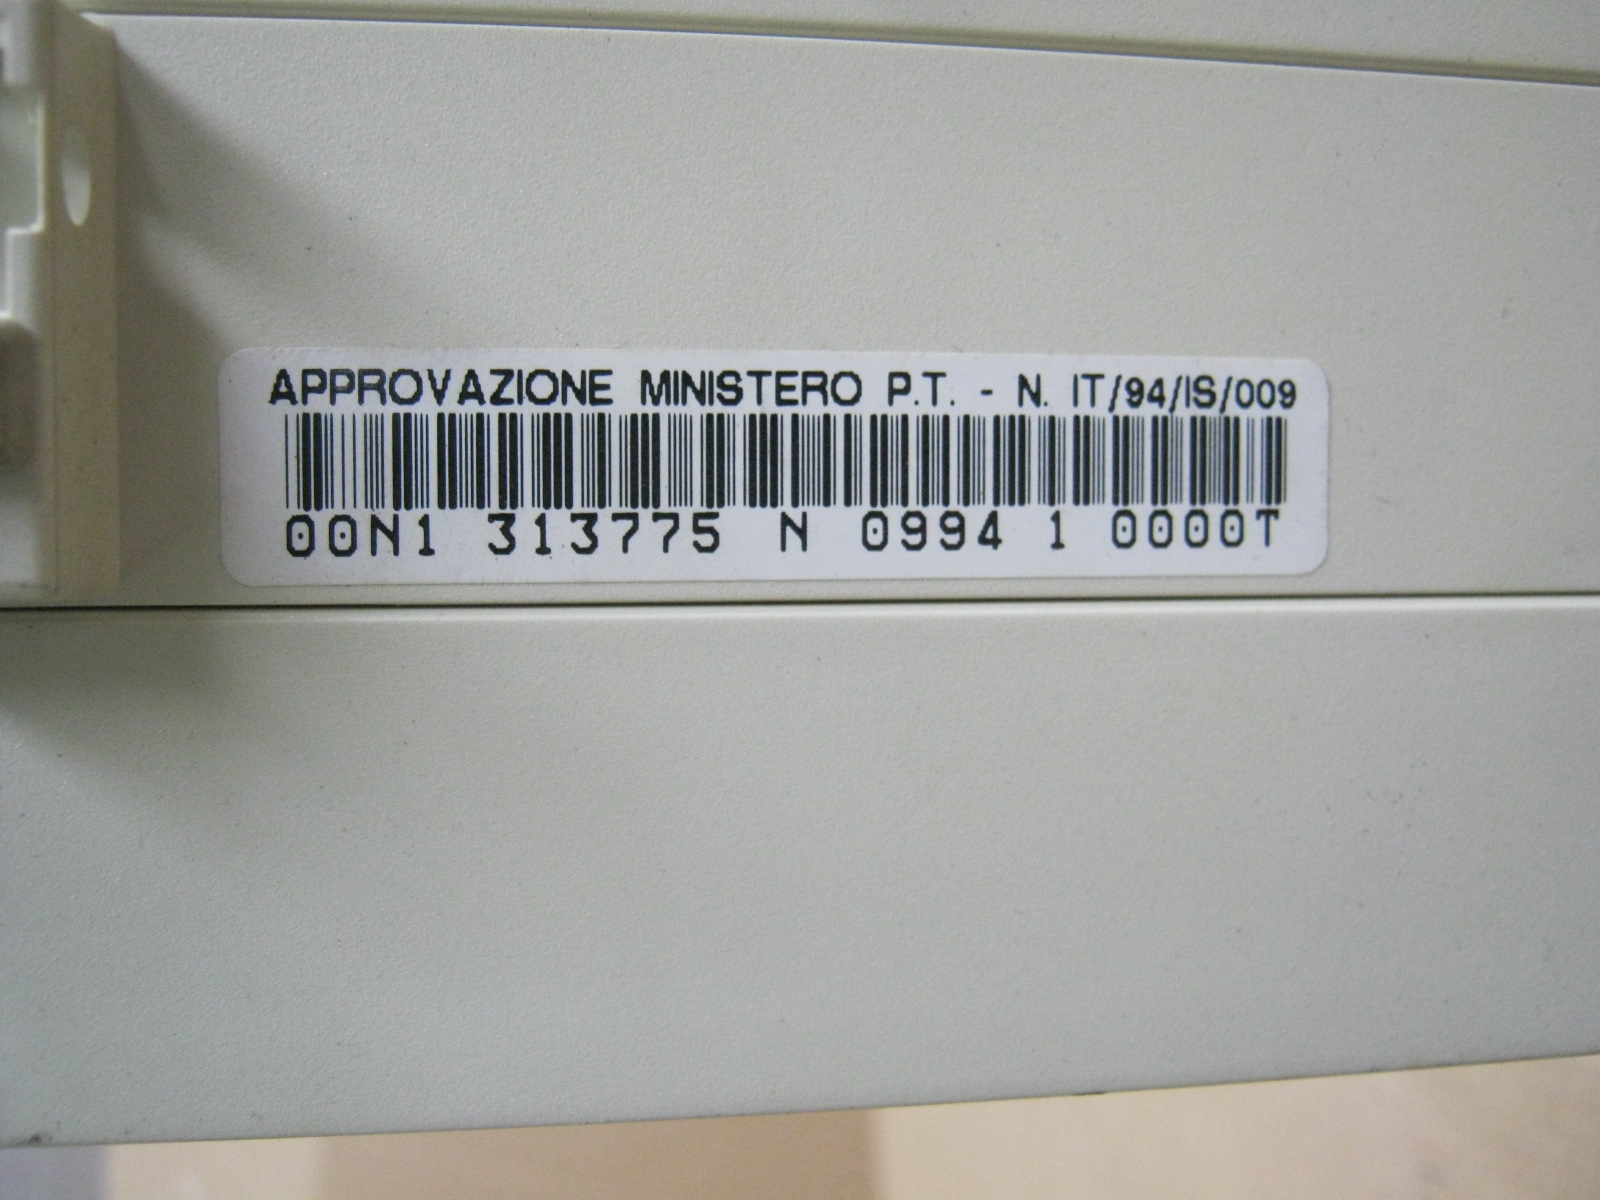 APPROVAZIONE MINISTERO P.T. - N. IT/94/IS/009
00N1 313775 N 0994 1 0000T